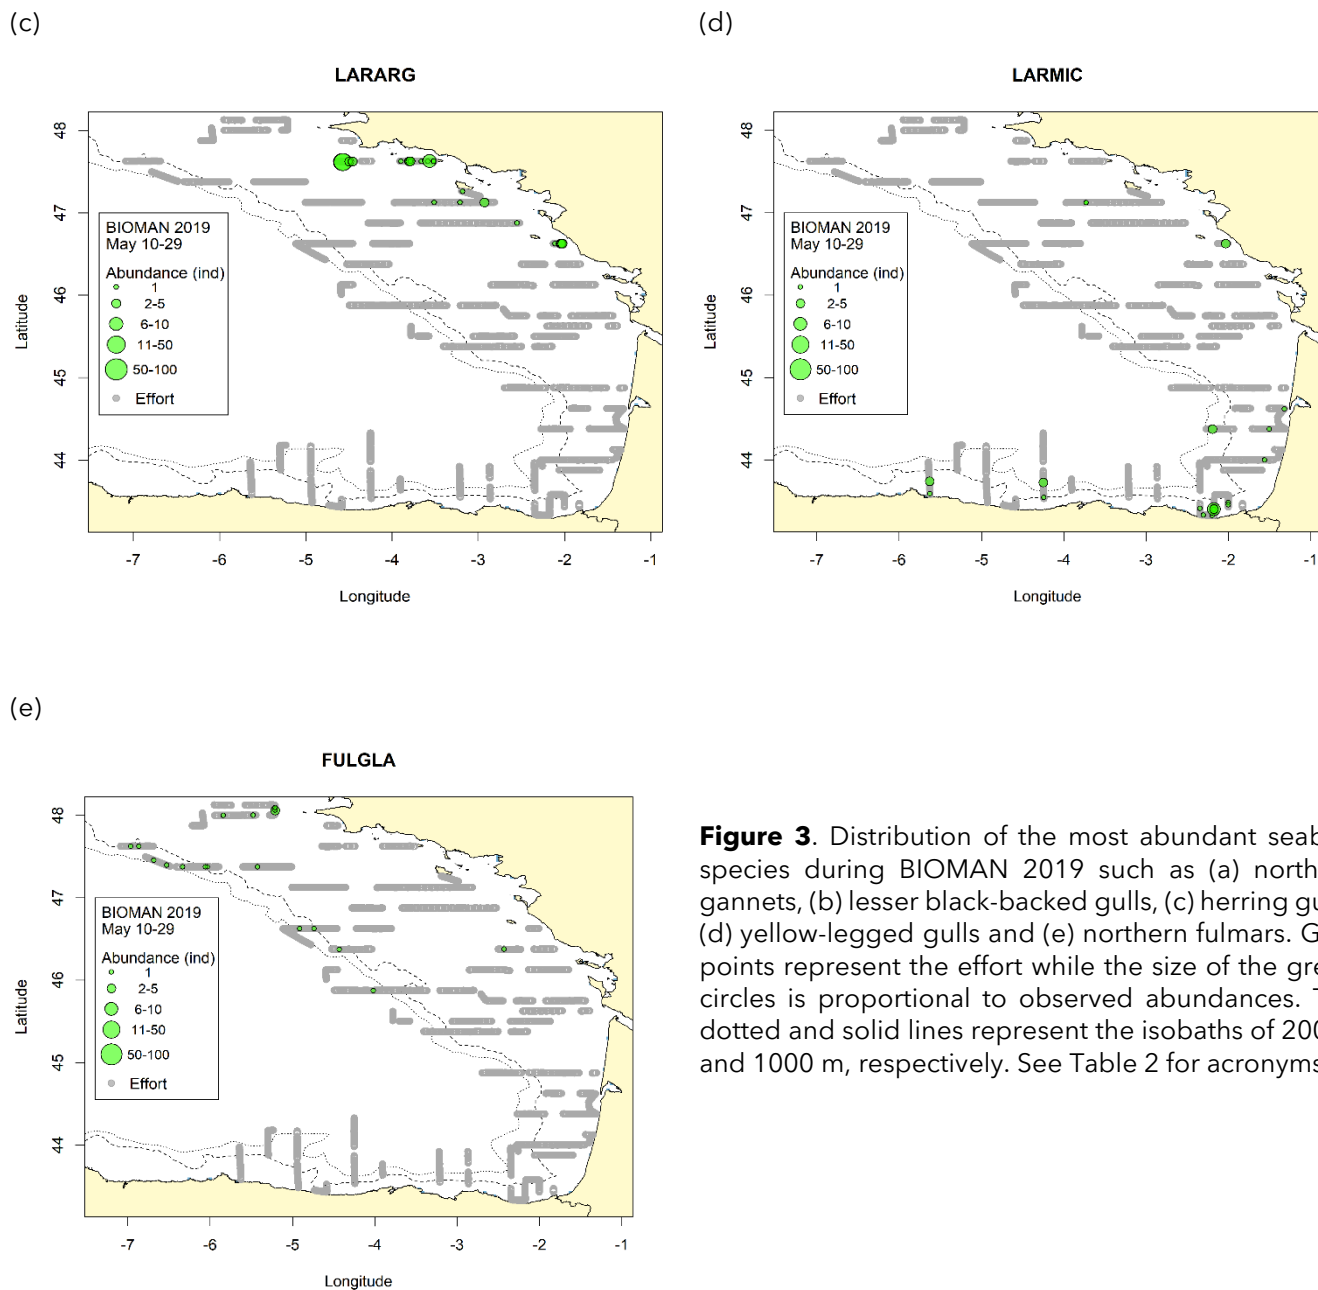 (c)
(d)
LARARG
LARMIC
48
47
46
45
44
Latitude
BIOMAN 2019
May 10-29
Abundance (ind)
1
2-5
6-10
11-50
50-100
Effort
-7
-6
-5
-4
-3
-2
-1
Longitude
48
47
46
45
44
Latitude
BIOMAN 2019
May 10-29
Abundance (ind)
1
2-5
6-10
11-50
50-100
Effort
-7
-6
-5
-4
-3
-2
-1
Longitude
(e)
FULGLA
48
47
46
45
44
Latitude
BIOMAN 2019
May 10-29
Abundance (ind)
1
2-5
6-10
11-50
50-100
Effort
-7
-6
-5
-4
-3
-2
-1
Longitude
Figure 3. Distribution of the most abundant seab
species during BIOMAN 2019 such as (a) north
gannets, (b) lesser black-backed gulls, (c) herring gu
(d) yellow-legged gulls and (e) northern fulmars. G
points represent the effort while the size of the gre
circles is proportional to observed abundances. T
dotted and solid lines represent the isobaths of 200
and 1000 m, respectively. See Table 2 for acronyms